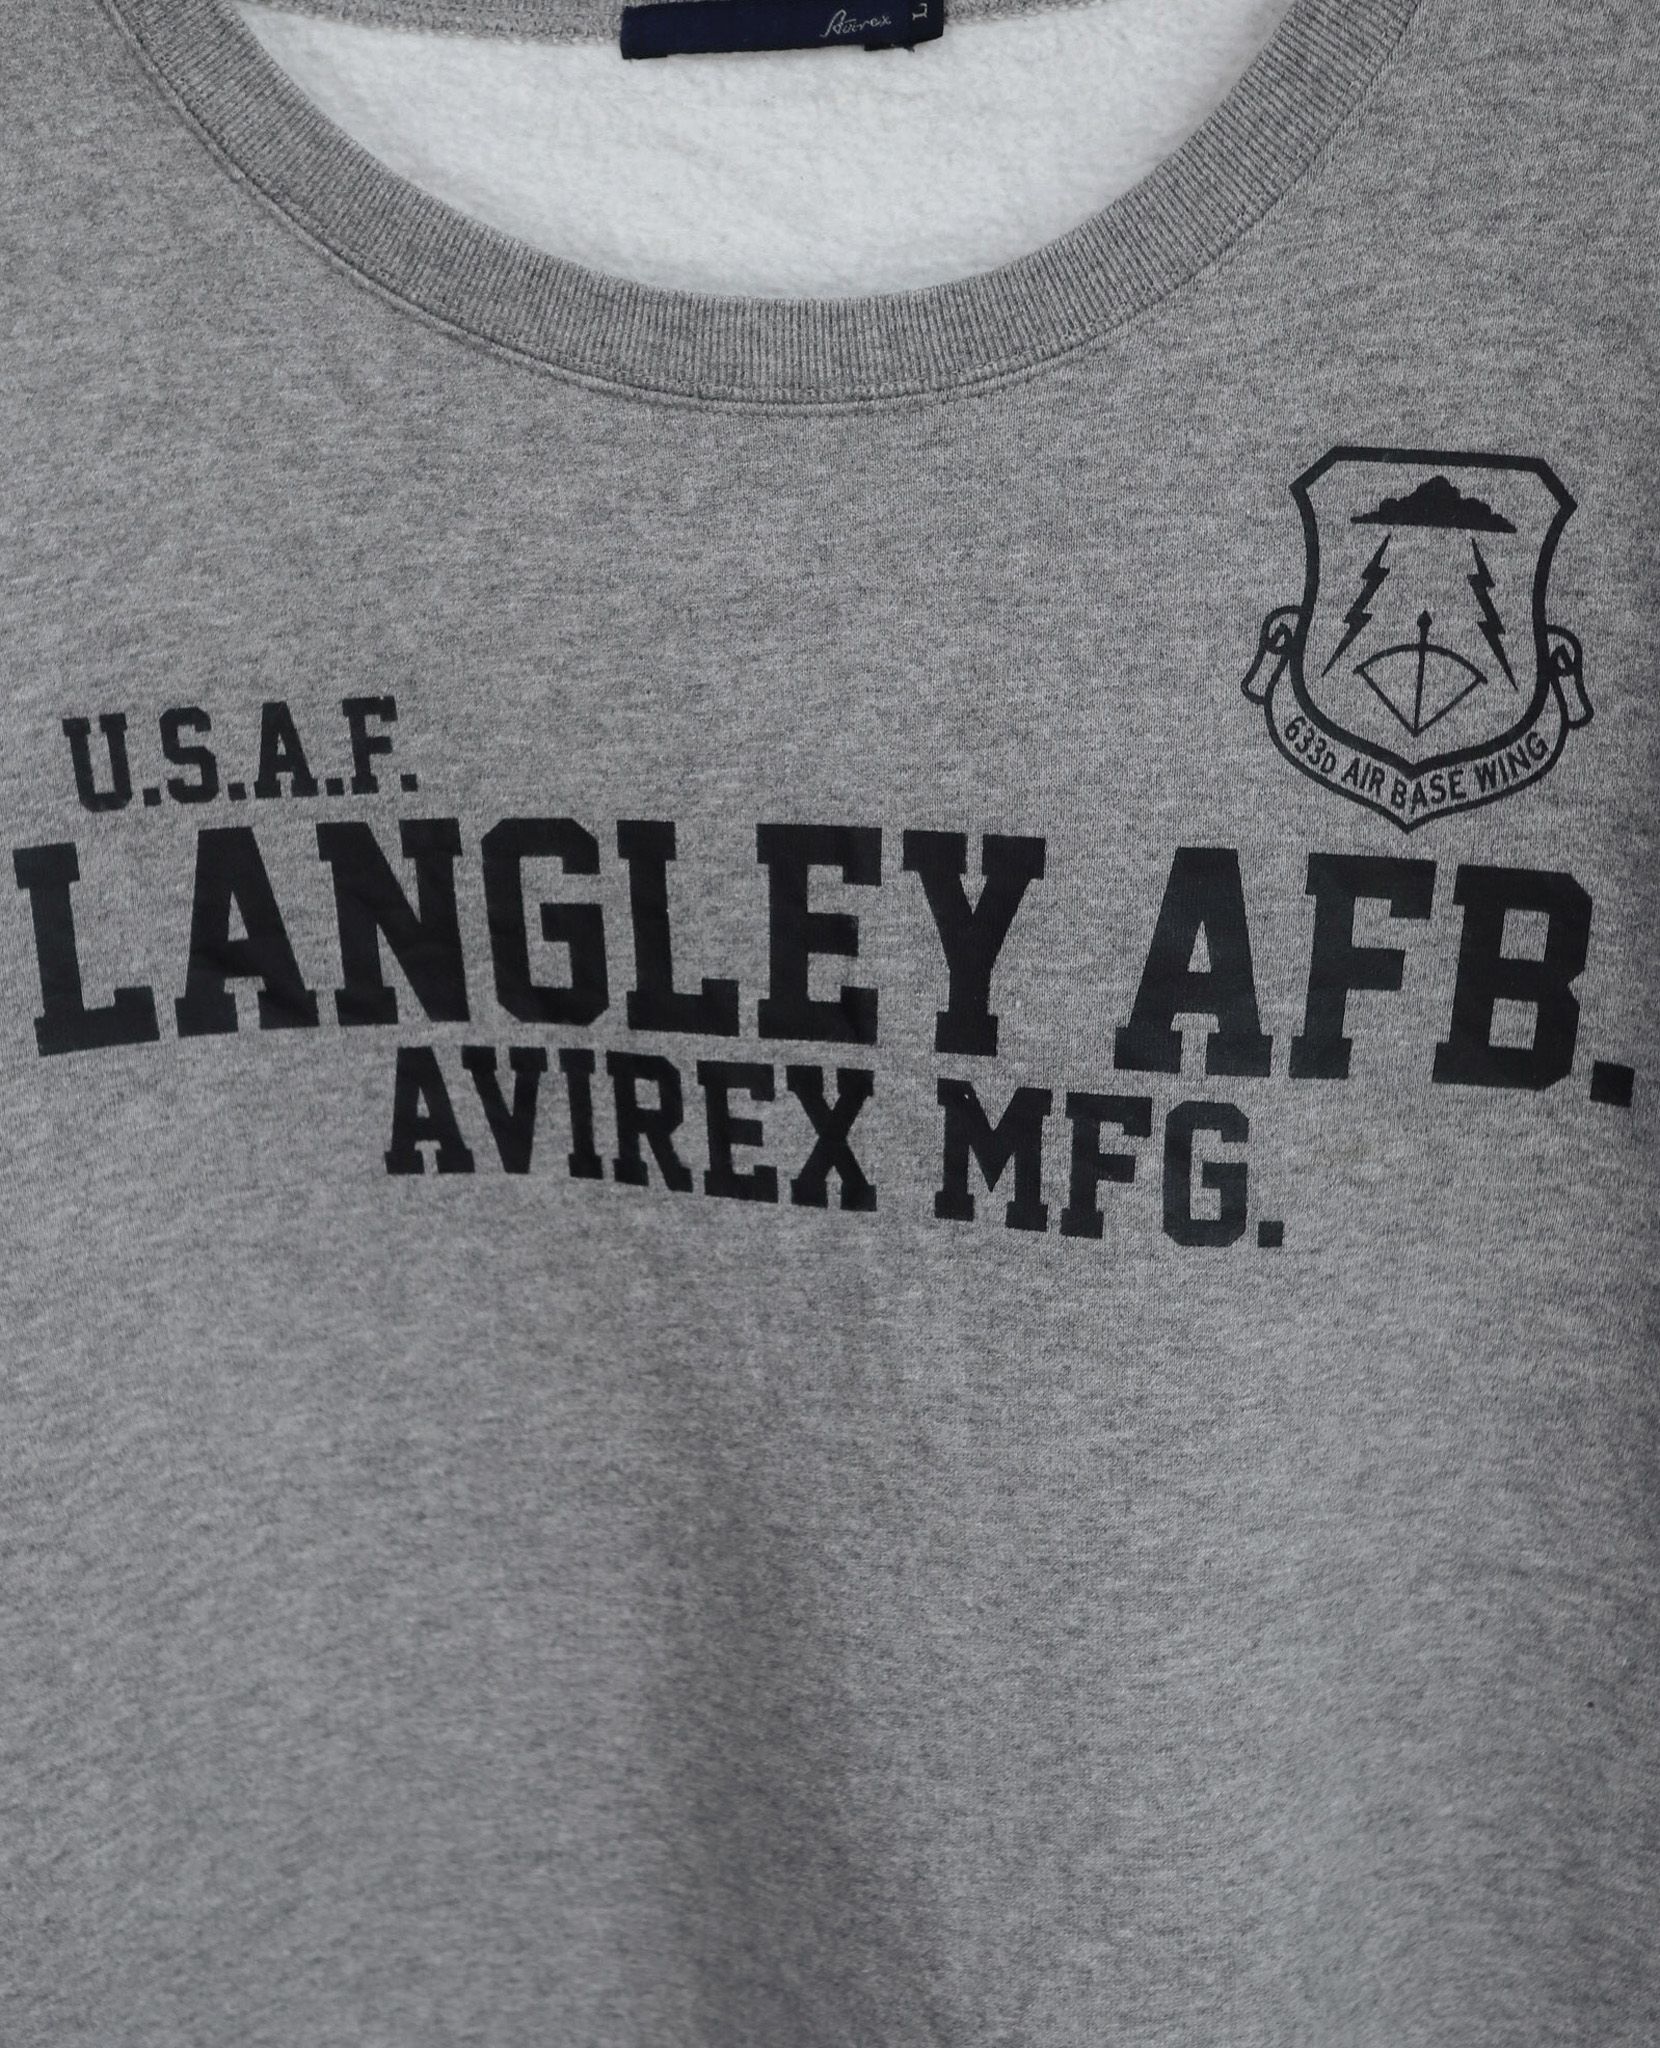 Avirex L
633D AIR BASE WING
U.S.A.F.
LANGLEY AFB.
AVIREX MFG.